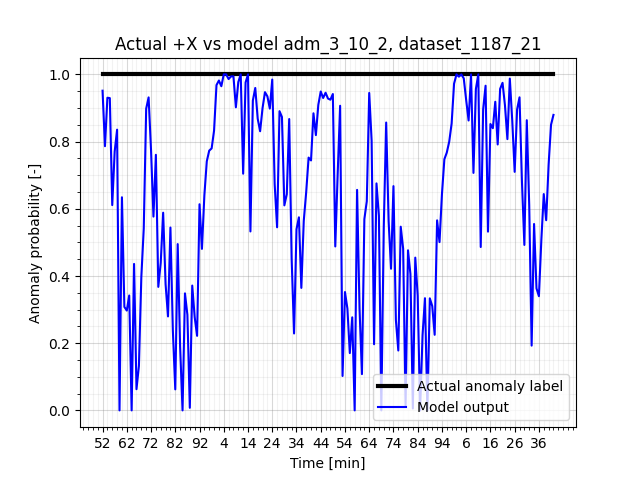 Actual +X vs model adm_3_10_2, dataset_1187_21
Anomaly probability [-]
1.0
0.8
0.6
0.4
0.2
0.0
Actual anomaly label
Model output
52 62 72 82 92 4 14 24 34 44 54 64 74 84 94 6 16 26 36
Time [min]